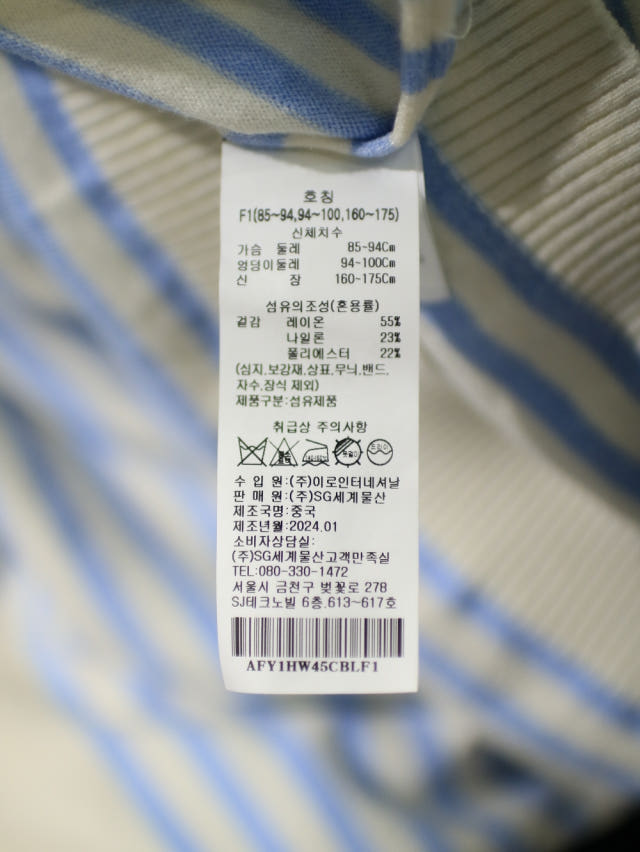 호칭
F1(85~94,94~100,160~175)
신체치수
가슴 둘레 85~94Cm
엉덩이둘레 94~100Cm
신 장 160~175Cm
섬유의조성(혼용률)
겉감 레이온 55%
나일론 23%
폴리에스터 22%
(심지,보강재,상표,무늬,밴드,
자수,장식 제외)
제품구분:섬유제품
취급상 주의사항
드라이
수 입 원:(주)이로인터네셔날
판 매 원:(주)SG세계물산
제조국명:중국
제조년월:2024.01
소비자상담실:
(주)SG세계물산고객만족실
TEL:080-330-1472
서울시 금천구 벚꽃로 278
SJ테크노빌 6층.613~617호
AFY1HW45CBLF1